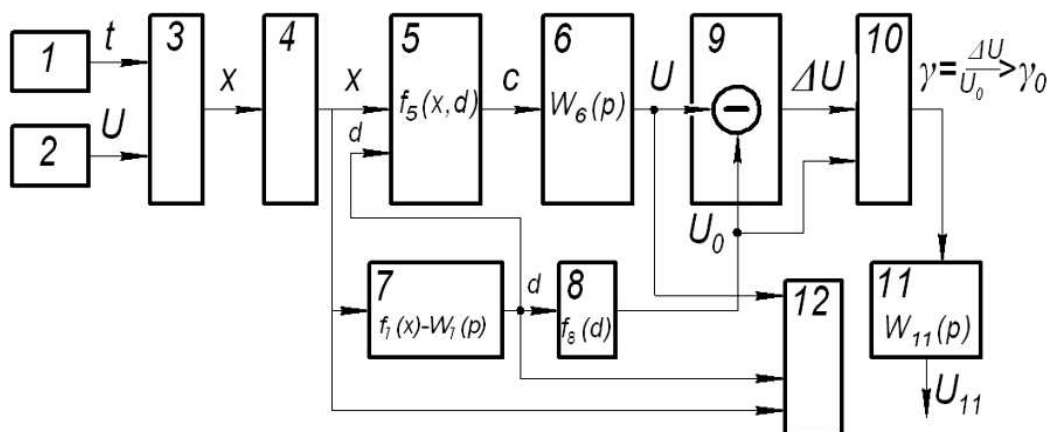 1
t
2
U
3
x
4
x
d
5
f₅(x,d)
c
6
W₆(p)
U
9
−
ΔU
U₀
10
γ=ΔU/U₀>γ₀
7
f₇(x)-W₇(p)
d
8
f₈(d)
12
11
W₁₁(p)
U₁₁